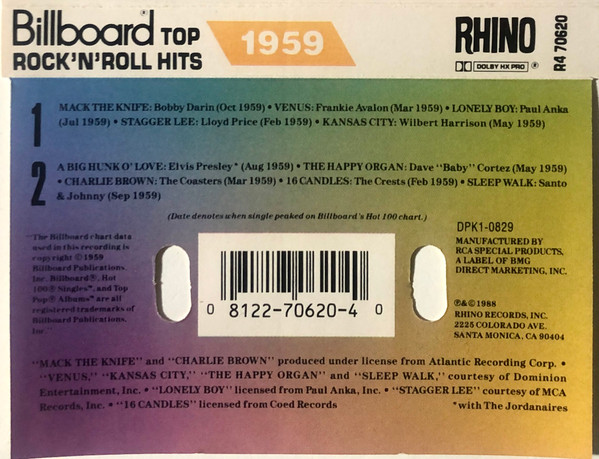 Billboard TOP
ROCK'N'ROLL HITS
1959
RHINO
DOLBY HX PRO
R4 70620
1
MACK THE KNIFE: Bobby Darin (Oct 1959) • VENUS: Frankie Avalon (Mar 1959) • LONELY BOY: Paul Anka
(Jul 1959) • STAGGER LEE: Lloyd Price (Feb 1959) • KANSAS CITY: Wilbert Harrison (May 1959)
2
A BIG HUNK O' LOVE: Elvis Presley* (Aug 1959) • THE HAPPY ORGAN: Dave "Baby" Cortez (May 1959)
• CHARLIE BROWN: The Coasters (Mar 1959) • 16 CANDLES: The Crests (Feb 1959) • SLEEP WALK: Santo
& Johnny (Sep 1959)
(Date denotes when single peaked on Billboard's Hot 100 chart.)
"The Billboard chart data
used in this recording is
copyright ©1959
Billboard Publications,
Inc. Billboard®, Hot
100® Singles", and Top
Pop® Albums" are all
registered trademarks of
Billboard Publications,
Inc."
0 8122-70620-4 0
DPK1-0829
MANUFACTURED BY
RCA SPECIAL PRODUCTS,
A LABEL OF BMG
DIRECT MARKETING, INC.
℗&©1988
RHINO RECORDS, INC.
2225 COLORADO AVE.
SANTA MONICA, CA 90404
"MACK THE KNIFE" and "CHARLIE BROWN" produced under license from Atlantic Recording Corp. •
"VENUS," "KANSAS CITY," "THE HAPPY ORGAN" and "SLEEP WALK," courtesy of Dominion
Entertainment, Inc. • "LONELY BOY" licensed from Paul Anka, Inc. • "STAGGER LEE" courtesy of MCA
Records, Inc. • "16 CANDLES" licensed from Coed Records
*with The Jordanaires